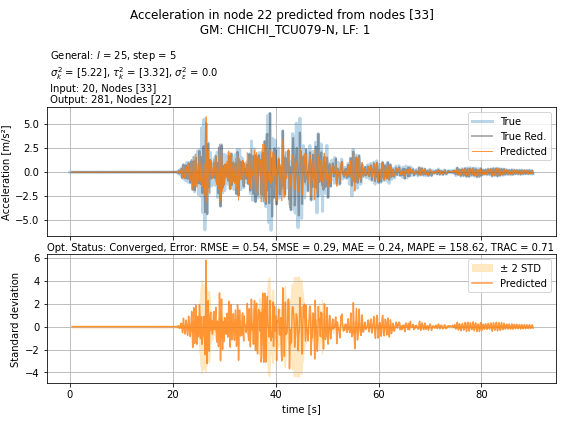 Acceleration in node 22 predicted from nodes [33]
GM: CHICHI_TCU079-N, LF: 1
General: l = 25, step = 5
σ²ₖ = [5.22], τ²ₖ = [3.32], σ²ε = 0.0
Input: 20, Nodes [33]
Output: 281, Nodes [22]
Acceleration [m/s²]
5.0
2.5
0.0
−2.5
−5.0
True
True Red.
Predicted
Opt. Status: Converged, Error: RMSE = 0.54, SMSE = 0.29, MAE = 0.24, MAPE = 158.62, TRAC = 0.71
Standard deviation
6
4
2
0
−2
−4
± 2 STD
Predicted
0 20 40 60 80
time [s]